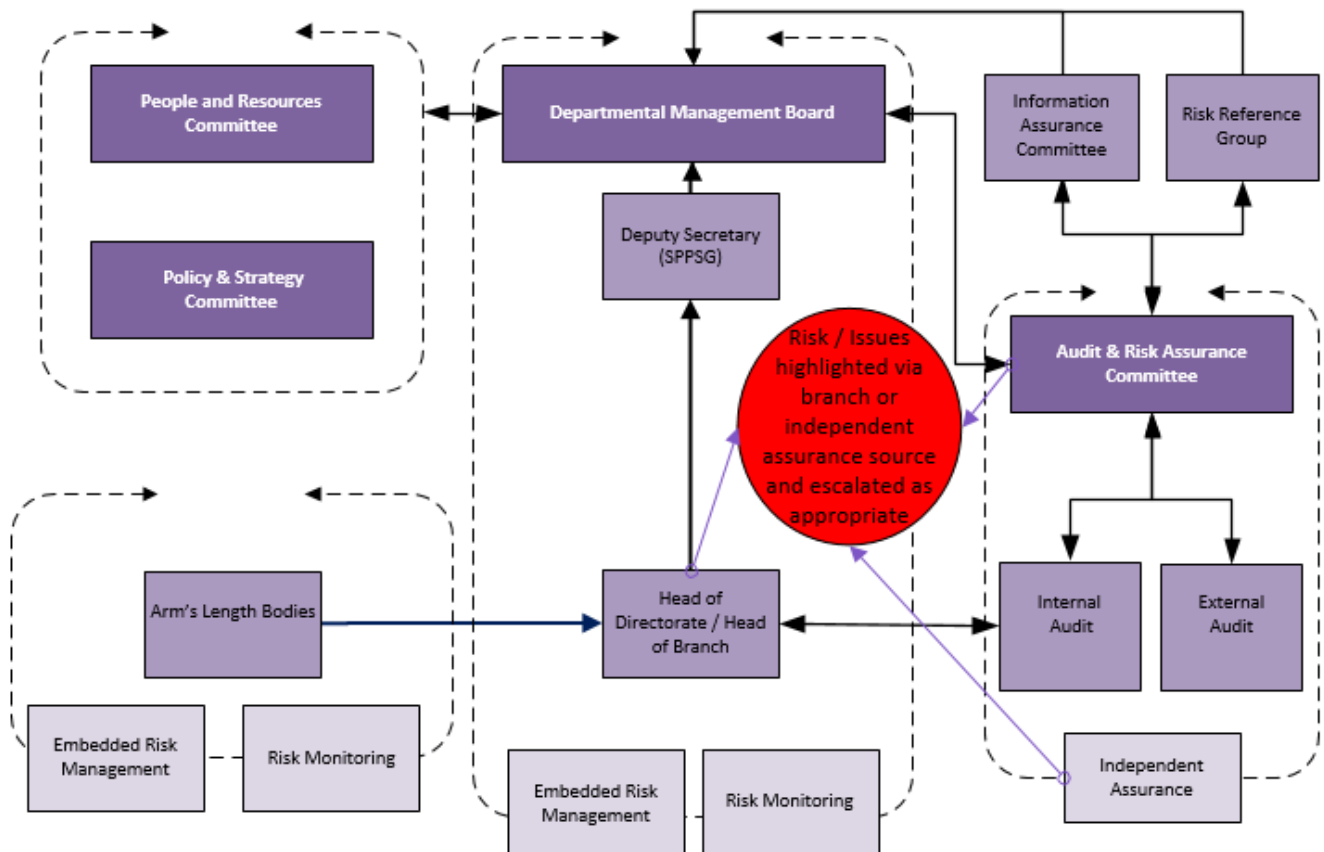 People and Resources
Committee
Departmental Management Board
Information
Assurance
Committee
Risk Reference
Group
Policy & Strategy
Committee
Deputy Secretary
(SPPSG)
Risk / Issues
highlighted via
branch or
independent
assurance source
and escalated as
appropriate
Audit & Risk Assurance
Committee
Arm's Length Bodies
Head of
Directorate / Head
of Branch
Internal
Audit
External
Audit
Embedded Risk
Management
Risk Monitoring
Embedded Risk
Management
Risk Monitoring
Independent
Assurance